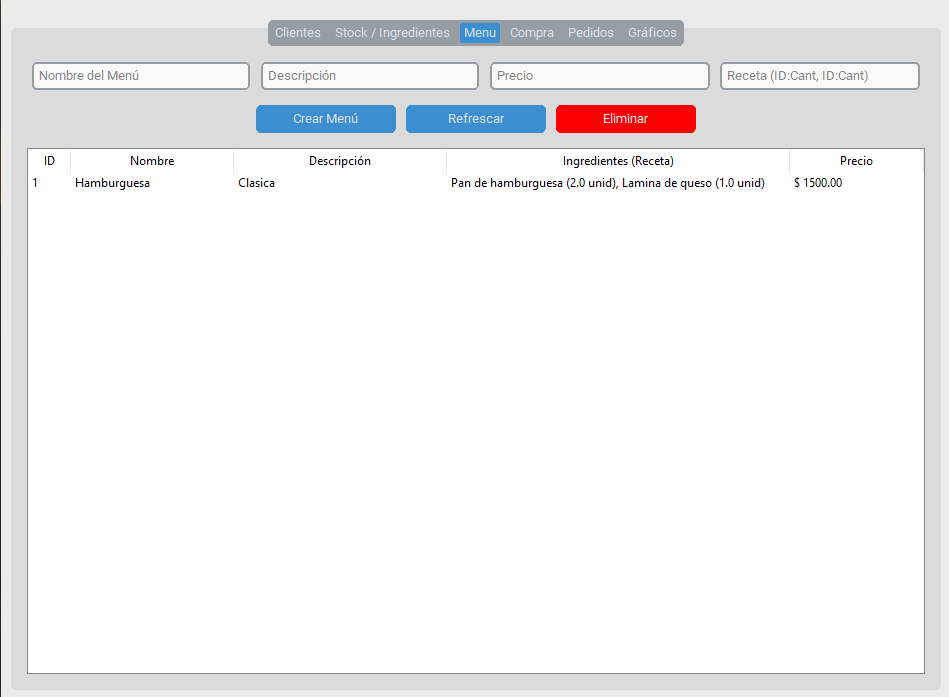 Clientes Stock / Ingredientes Menu Compra Pedidos Gráficos
Nombre del Menú Descripción Precio Receta (ID:Cant, ID:Cant)
Crear Menú Refrescar Eliminar
ID Nombre Descripción Ingredientes (Receta) Precio
1 Hamburguesa Clasica Pan de hamburguesa (2.0 unid), Lamina de queso (1.0 unid) $ 1500.00